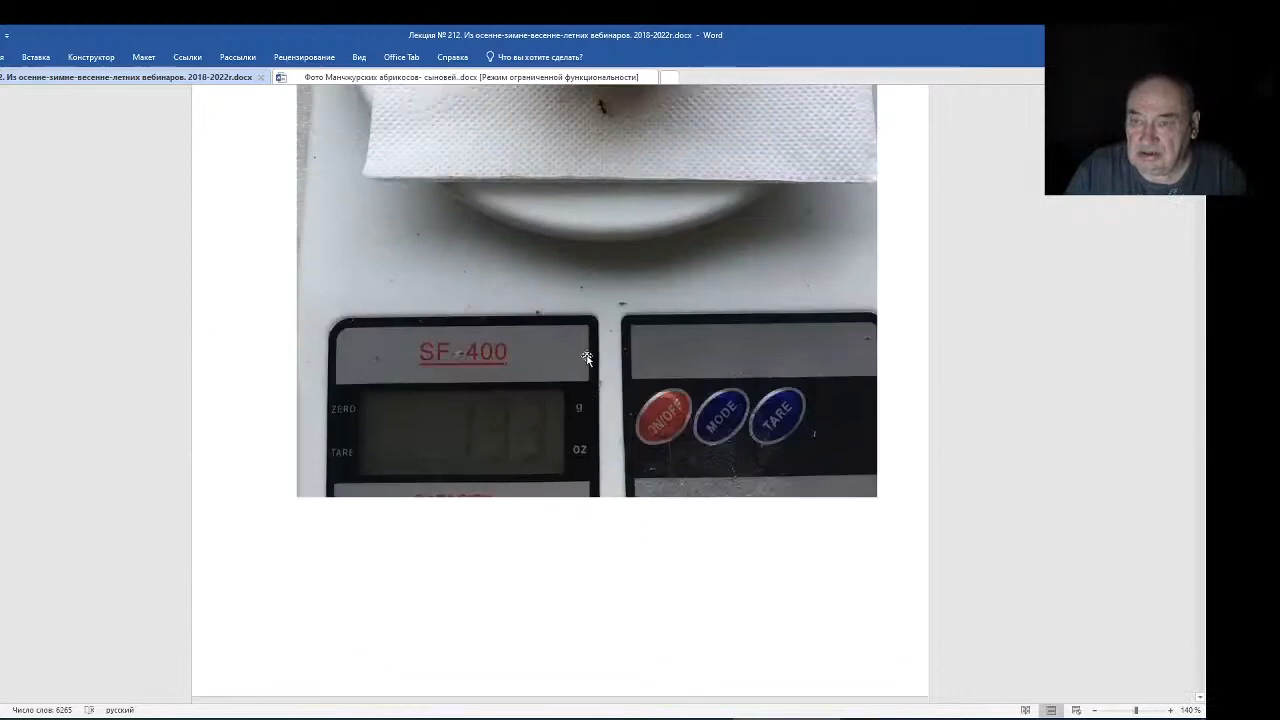 Лекция № 212. Из осенне-зимне-весенне-летних вебинаров. 2018-2022г.docx - Word
я Вставка Конструктор Макет Ссылки Рассылки Рецензирование Вид Office Tab Справка Что вы хотите сделать?
2. Из осенне-зимне-весенне-летних вебинаров. 2018-2022г.docx Фото Манчжурских абрикосов- сыновей..docx [Режим ограниченной функциональности]
SF-400
ZERO g
193
TARE OZ
ON/OFF MODE TARE
Число слов: 6265 русский 140 %